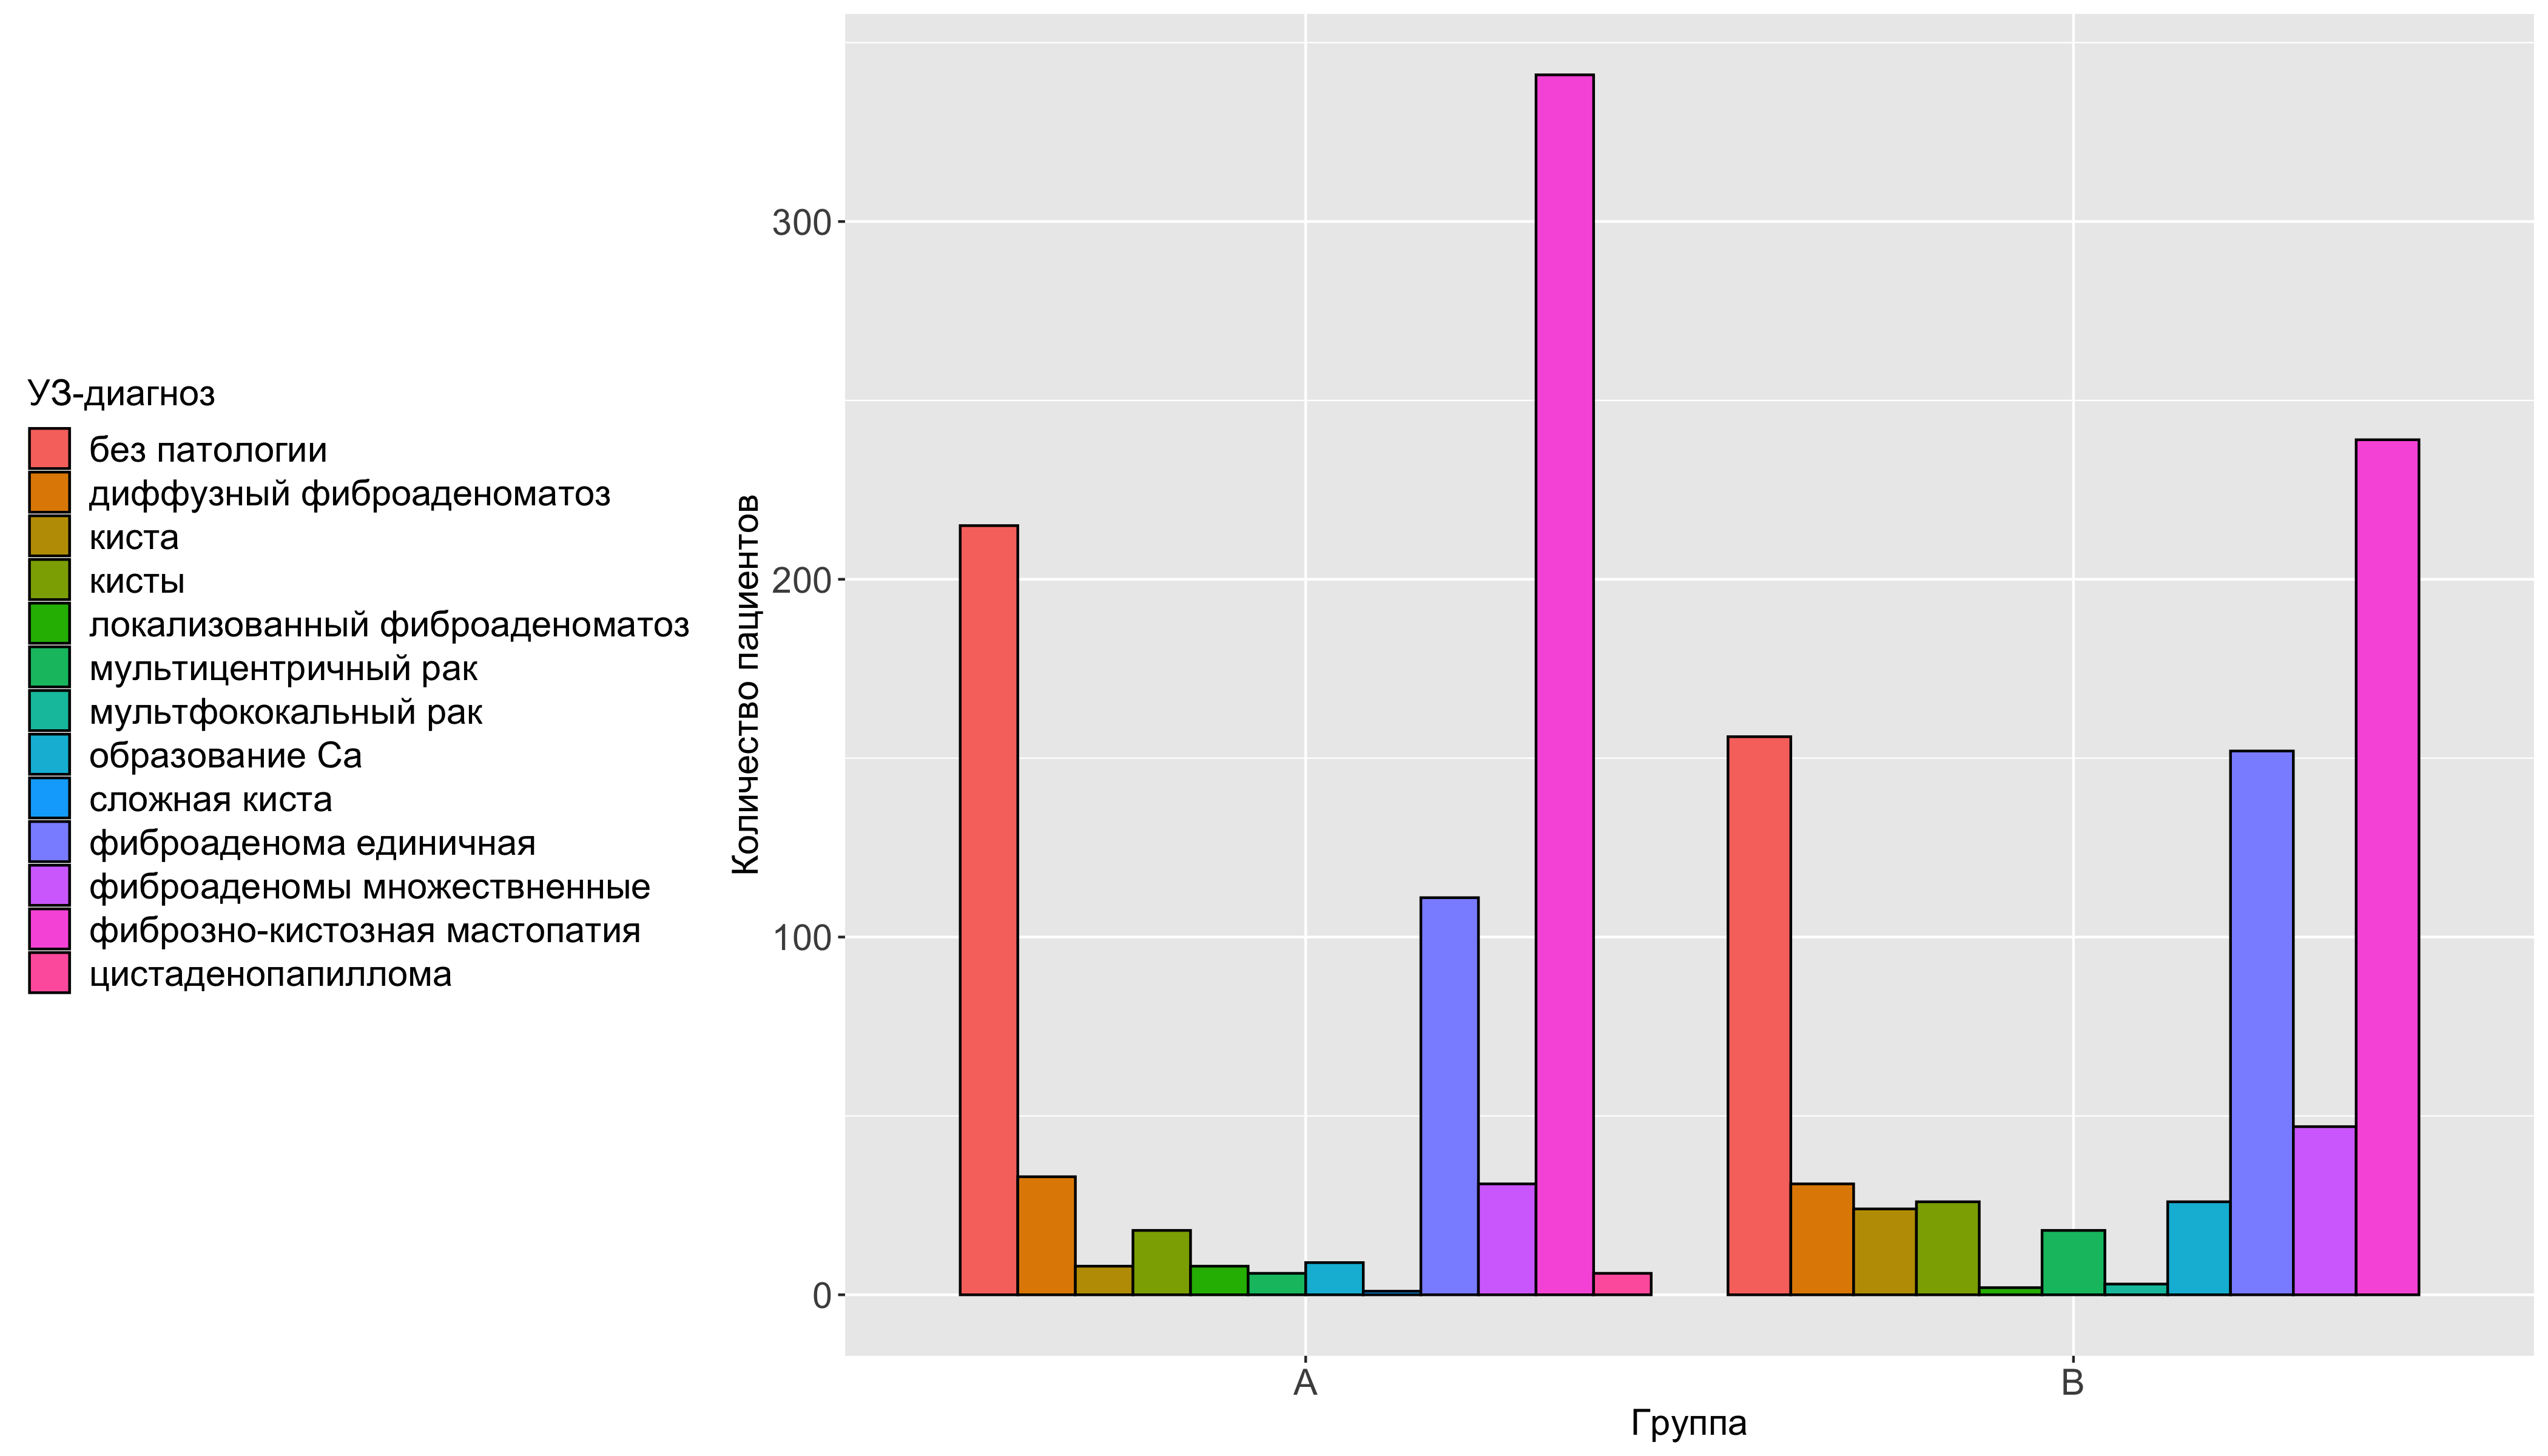 УЗ-диагноз
без патологии
диффузный фиброаденоматоз
киста
кисты
локализованный фиброаденоматоз
мультицентричный рак
мультфококальный рак
образование Са
сложная киста
фиброаденома единичная
фиброаденомы множествненные
фиброзно-кистозная мастопатия
цистаденопапиллома
Количество пациентов
300
200
100
0
A
B
Группа